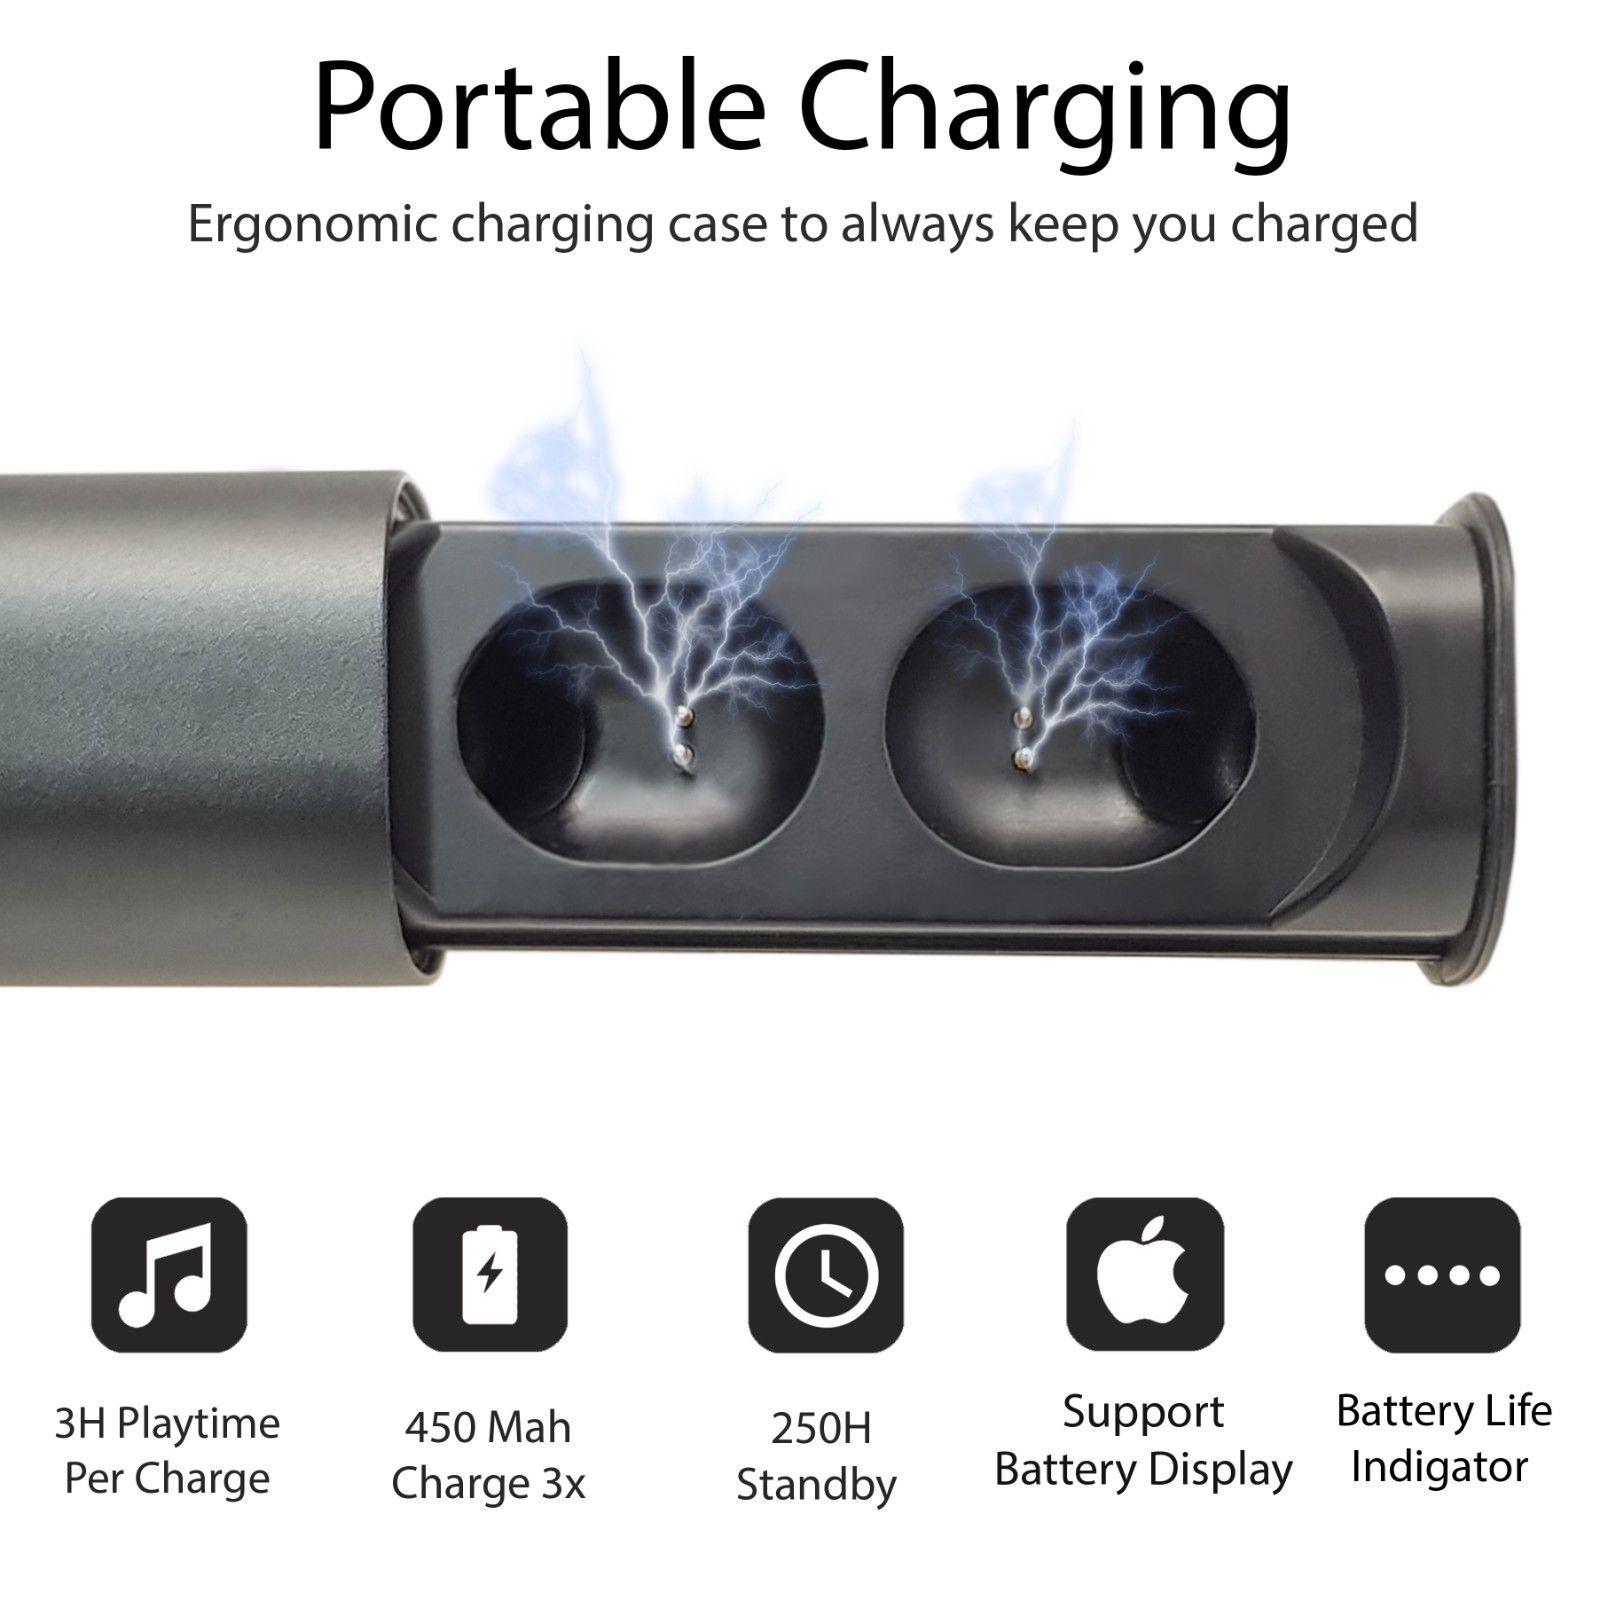 Portable Charging
Ergonomic charging case to always keep you charged
3H Playtime
Per Charge
450 Mah
Charge 3x
250H
Standby
Support
Battery Display
Battery Life
Indigator